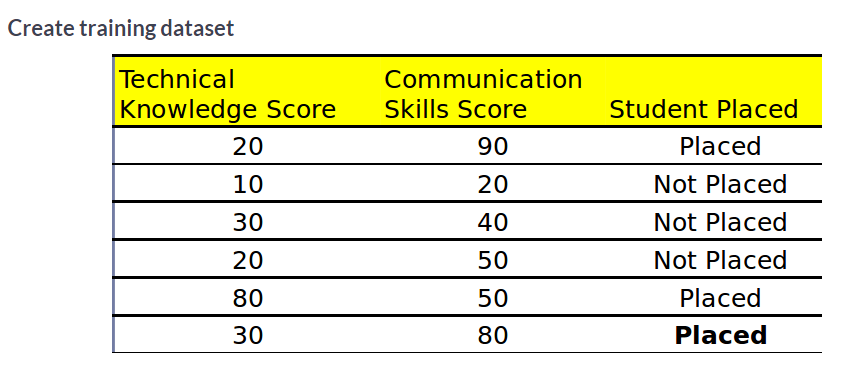 Create training dataset
Technical Communication
Knowledge Score Skills Score Student Placed
20 90 Placed
10 20 Not Placed
30 40 Not Placed
20 50 Not Placed
80 50 Placed
30 80 Placed